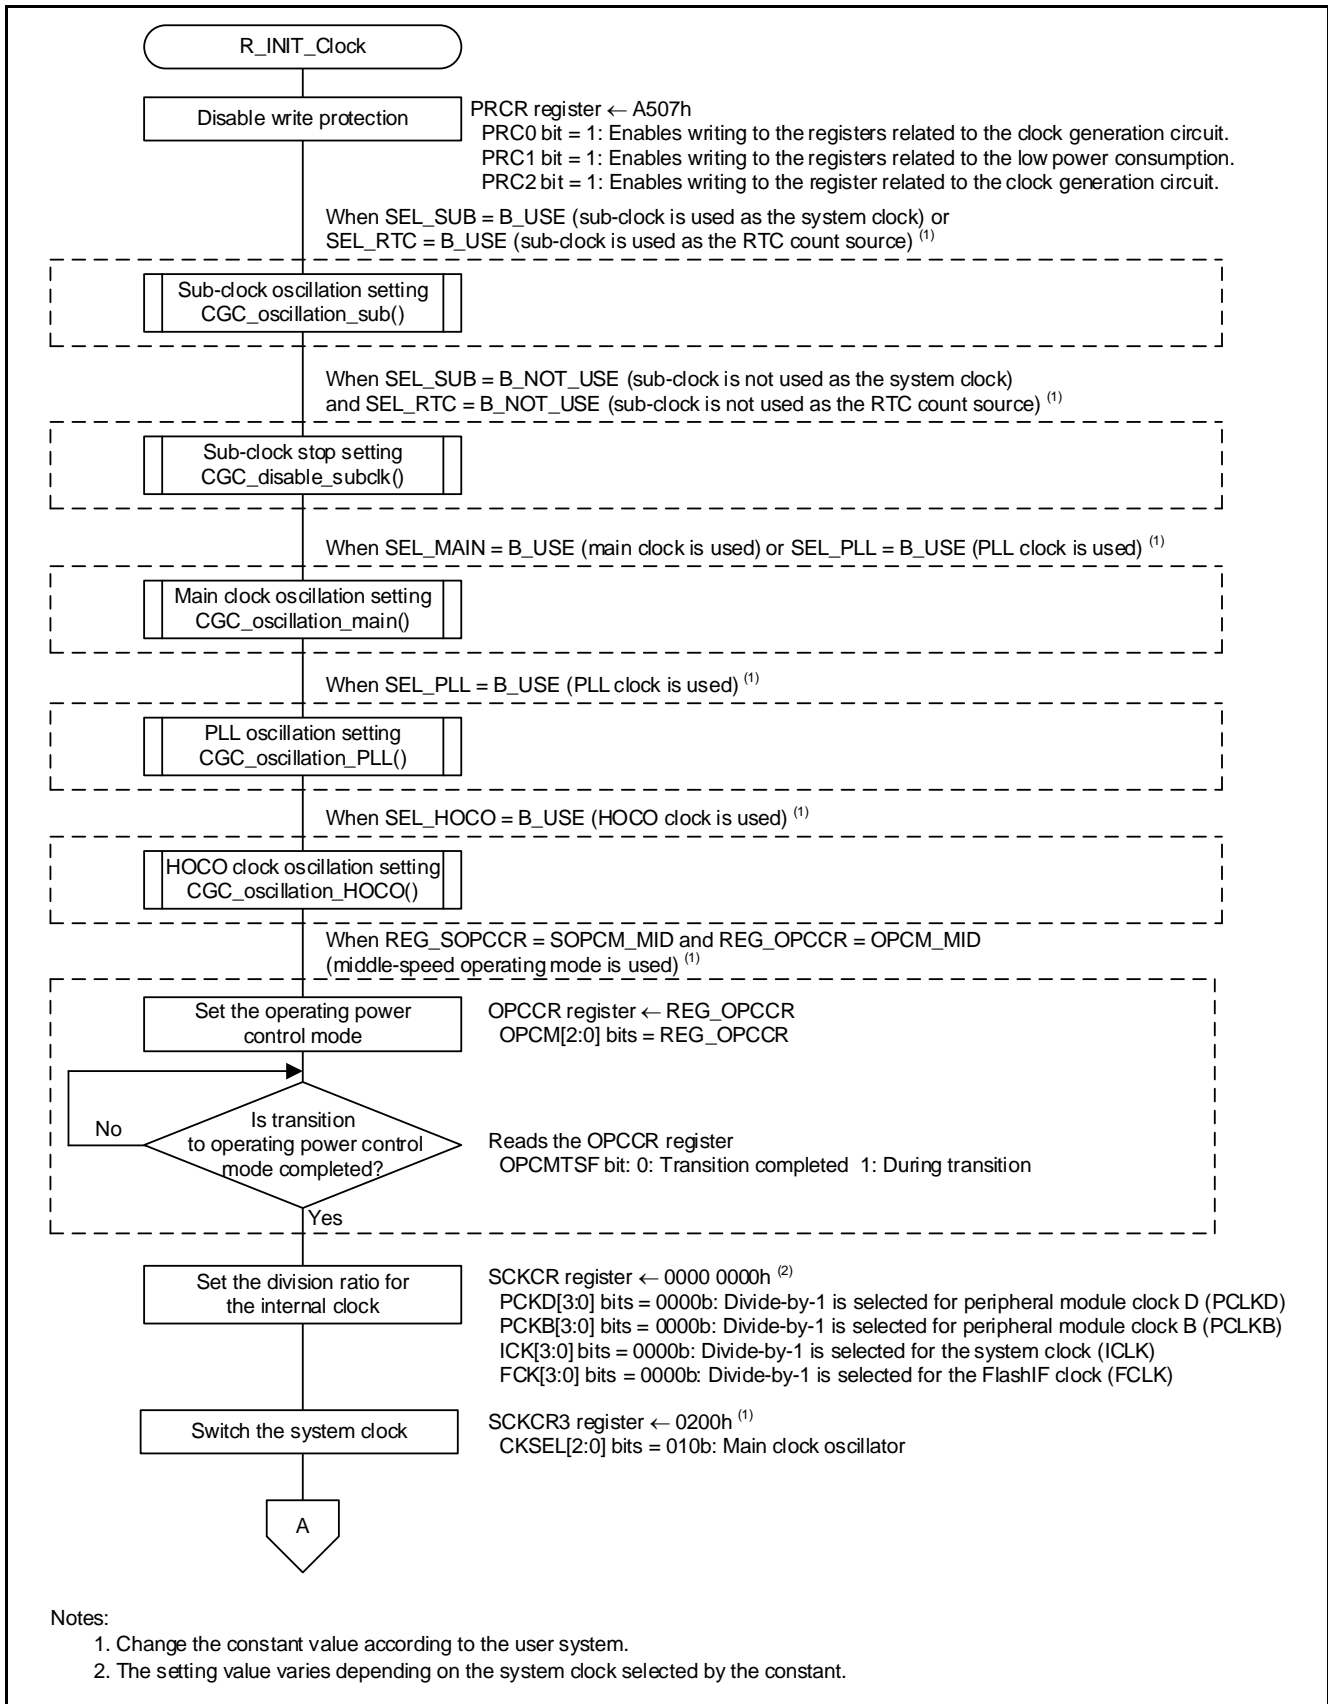 R_INIT_Clock
Disable write protection
PRCR register ← A507h
PRC0 bit = 1: Enables writing to the registers related to the clock generation circuit.
PRC1 bit = 1: Enables writing to the registers related to the low power consumption.
PRC2 bit = 1: Enables writing to the register related to the clock generation circuit.
When SEL_SUB = B_USE (sub-clock is used as the system clock) or
SEL_RTC = B_USE (sub-clock is used as the RTC count source) (1)
Sub-clock oscillation setting
CGC_oscillation_sub()
When SEL_SUB = B_NOT_USE (sub-clock is not used as the system clock)
and SEL_RTC = B_NOT_USE (sub-clock is not used as the RTC count source) (1)
Sub-clock stop setting
CGC_disable_subclk()
When SEL_MAIN = B_USE (main clock is used) or SEL_PLL = B_USE (PLL clock is used) (1)
Main clock oscillation setting
CGC_oscillation_main()
When SEL_PLL = B_USE (PLL clock is used) (1)
PLL oscillation setting
CGC_oscillation_PLL()
When SEL_HOCO = B_USE (HOCO clock is used) (1)
HOCO clock oscillation setting
CGC_oscillation_HOCO()
When REG_SOPCCR = SOPCM_MID and REG_OPCCR = OPCM_MID
(middle-speed operating mode is used) (1)
Set the operating power
control mode
OPCCR register ← REG_OPCCR
OPCM[2:0] bits = REG_OPCCR
No
Is transition
to operating power control
mode completed?
Reads the OPCCR register
OPCMTSF bit: 0: Transition completed 1: During transition
Yes
Set the division ratio for
the internal clock
SCKCR register ← 0000 0000h (2)
PCKD[3:0] bits = 0000b: Divide-by-1 is selected for peripheral module clock D (PCLKD)
PCKB[3:0] bits = 0000b: Divide-by-1 is selected for peripheral module clock B (PCLKB)
ICK[3:0] bits = 0000b: Divide-by-1 is selected for the system clock (ICLK)
FCK[3:0] bits = 0000b: Divide-by-1 is selected for the FlashIF clock (FCLK)
Switch the system clock
SCKCR3 register ← 0200h (1)
CKSEL[2:0] bits = 010b: Main clock oscillator
A
Notes:
1. Change the constant value according to the user system.
2. The setting value varies depending on the system clock selected by the constant.